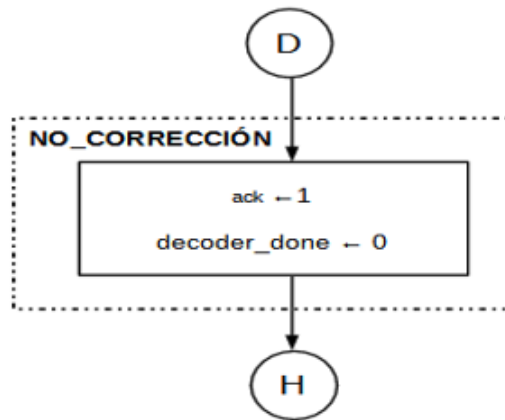 D
NO_CORRECCIÓN
ack ←1
decoder_done ← 0
H